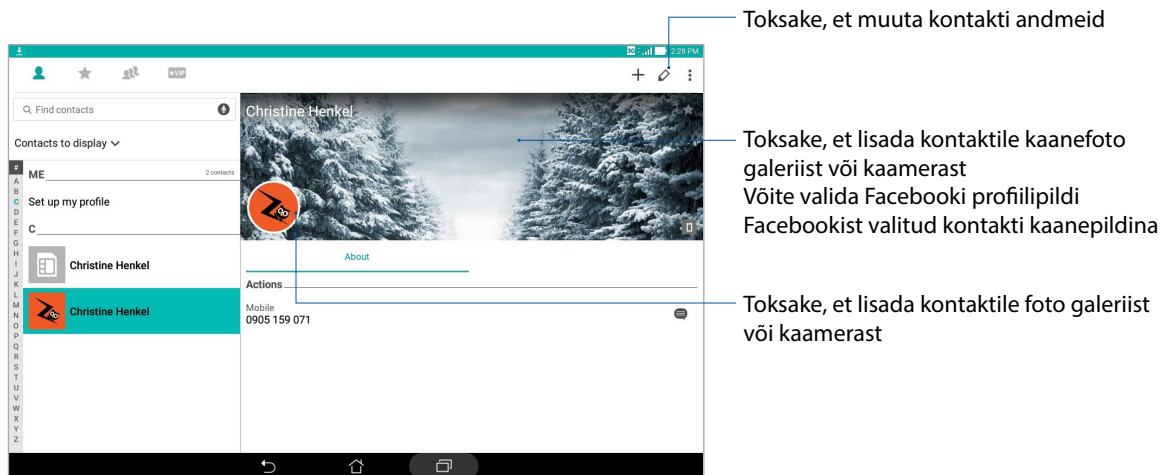 Toksake, et muuta kontakti andmeid
3G 2:28 PM
+VIP
Find contacts
Contacts to display
#
A
B
C
D
E
F
G
H
I
J
K
L
M
N
O
P
Q
R
S
T
U
V
W
X
Y
Z
ME 2 contacts
Set up my profile
C
Christine Henkel
Christine Henkel
Christine Henkel
About
Actions
Mobile
0905 159 071
Toksake, et lisada kontaktile kaanefoto
galeriist või kaamerast
Võite valida Facebooki profiilipildi
Facebookist valitud kontakti kaanepildina
Toksake, et lisada kontaktile foto galeriist
või kaamerast